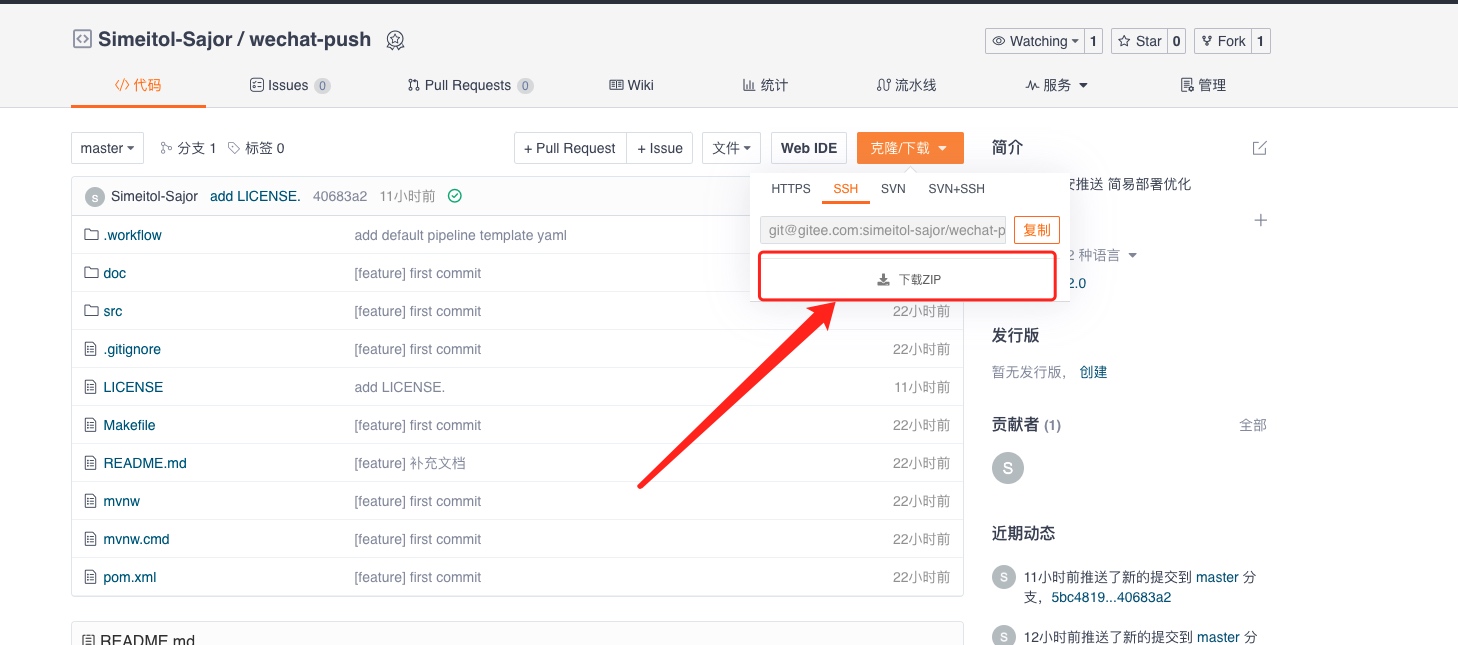 Simeitol-Sajor / wechat-push
Watching 1 Star 0 Fork 1
代码 Issues 0 Pull Requests 0 Wiki 统计 流水线 服务 管理
master 分支 1 标签 0 + Pull Request + Issue 文件 Web IDE 克隆/下载
HTTPS SSH SVN SVN+SSH
git@gitee.com:simeitol-sajor/wechat-p 复制
下载ZIP
S Simeitol-Sajor add LICENSE. 40683a2 11小时前
.workflow add default pipeline template yaml
doc [feature] first commit
src [feature] first commit 22小时前
.gitignore [feature] first commit 22小时前
LICENSE add LICENSE. 11小时前
Makefile [feature] first commit 22小时前
README.md [feature] 补充文档 22小时前
mvnw [feature] first commit 22小时前
mvnw.cmd [feature] first commit 22小时前
pom.xml [feature] first commit 22小时前
README.md
简介
推送 简易部署优化
2 种语言
2.0
发行版
暂无发行版， 创建
贡献者 (1) 全部
S
近期动态
S 11小时前推送了新的提交到 master 分
支，5bc4819...40683a2
S 12小时前推送了新的提交到 master 分